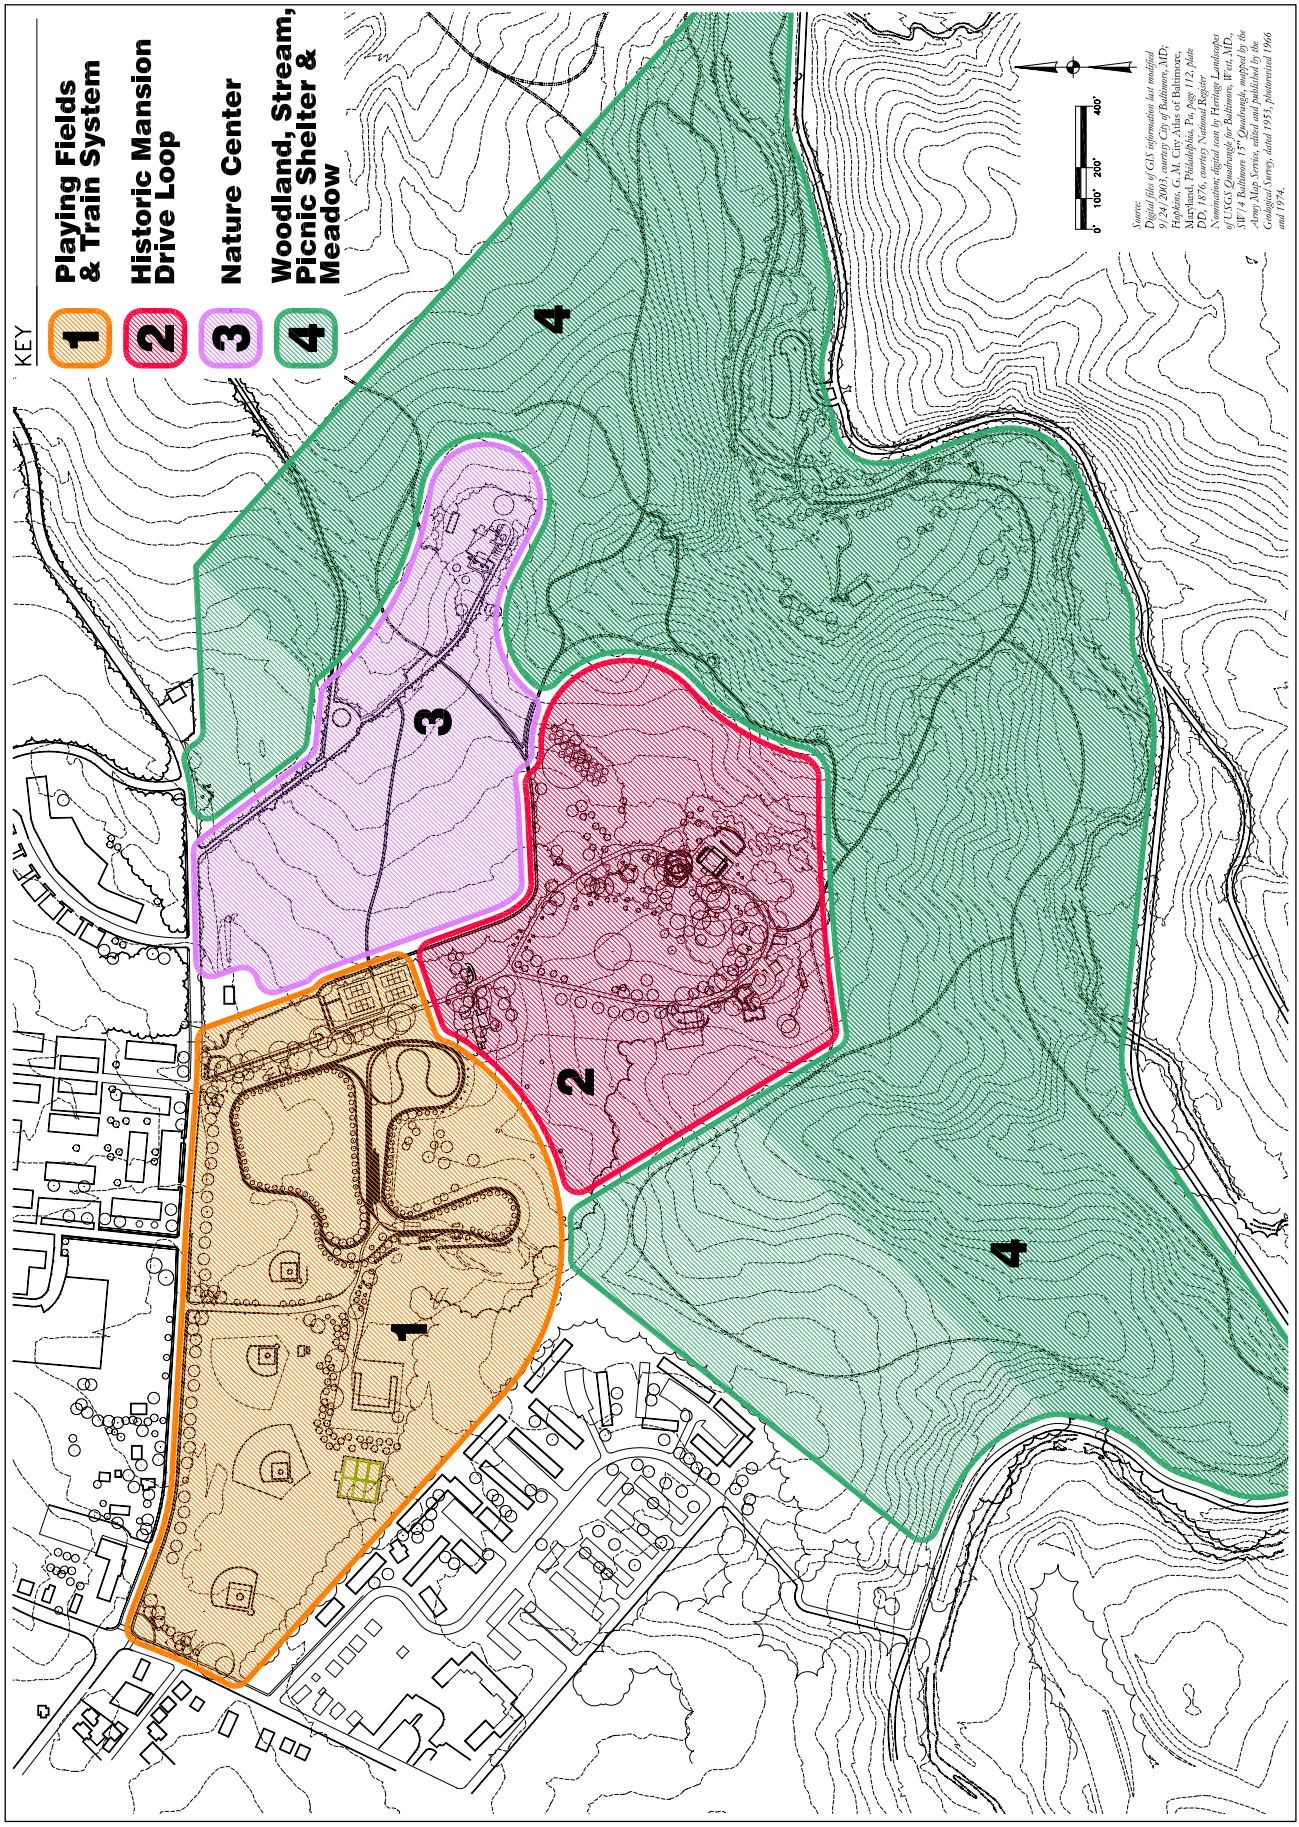 KEY
1
Playing Fields
& Train System
2
Historic Mansion
Drive Loop
3
Nature Center
4
Woodland, Stream,
Picnic Shelter &
Meadow
4
3
2
1
4
0' 100' 200' 400'
Source:
Digital files of GIS information last modified
9/24/2003, courtesy City of Baltimore, MD;
Hopkins, G. M. City Atlas of Baltimore,
Maryland, Philadelphia, Pa, page 112, plate
DD, 1876, courtesy National Register
Nomination; digital scan by Heritage Landscapes
of USGS Quadrangle for Baltimore, West, MD.,
SW/4 Baltimore 15" Quadrangle, mapped by the
Army Map Service, edited and published by the
Geological Survey, dated 1953, photorevised 1966
and 1974.